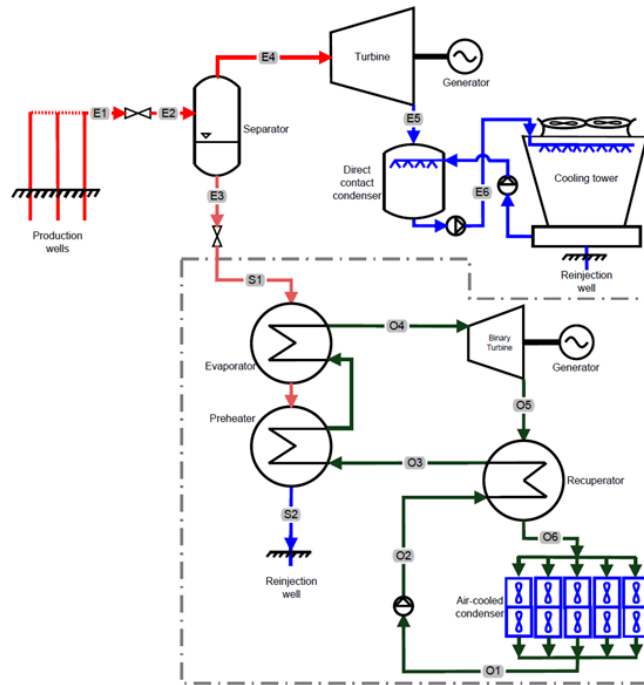 E4
Turbine
Generator
E1
E2
Separator
E5
Direct
contact
condenser
E6
Cooling tower
E3
Production
wells
Reinjection
well
S1
O4
Binary
Turbine
Evaporator
Generator
Preheater
O5
O3
Recuperator
S2
O2
O6
Reinjection
well
Air-cooled
condenser
O1